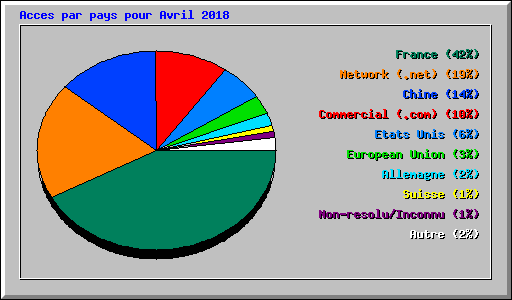 Acces par pays pour Avril 2018
France (42%)
Network (.net) (19%)
Chine (14%)
Commercial (.com) (10%)
Etats Unis (6%)
European Union (3%)
Allemagne (2%)
Suisse (1%)
Non-resolu/Inconnu (1%)
Autre (2%)